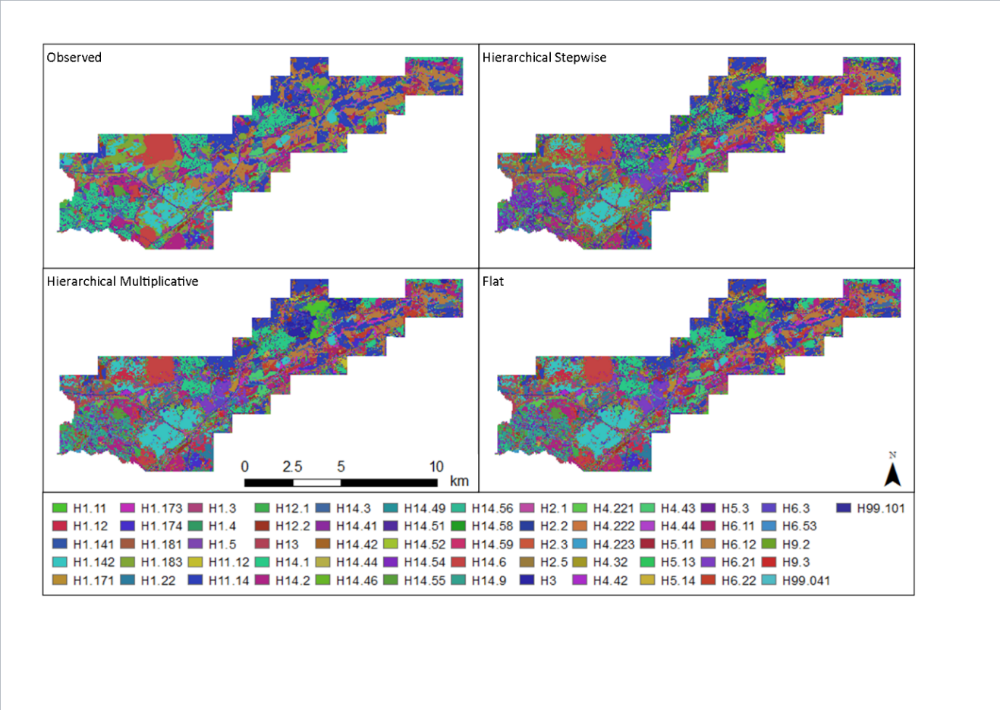 Observed
Hierarchical Stepwise
Hierarchical Multiplicative
Flat
0 2.5 5 10
km
N
H1.11 H1.173 H1.3 H12.1 H14.3 H14.49 H14.56 H2.1 H4.221 H4.43 H5.3 H6.3 H99.101
H1.12 H1.174 H1.4 H12.2 H14.41 H14.51 H14.58 H2.2 H4.222 H4.44 H6.11 H6.53
H1.141 H1.181 H1.5 H13 H14.42 H14.52 H14.59 H2.3 H4.223 H5.11 H6.12 H9.2
H1.142 H1.183 H11.12 H14.1 H14.44 H14.54 H14.6 H2.5 H4.32 H5.13 H6.21 H9.3
H1.171 H1.22 H11.14 H14.2 H14.46 H14.55 H14.9 H3 H4.42 H5.14 H6.22 H99.041